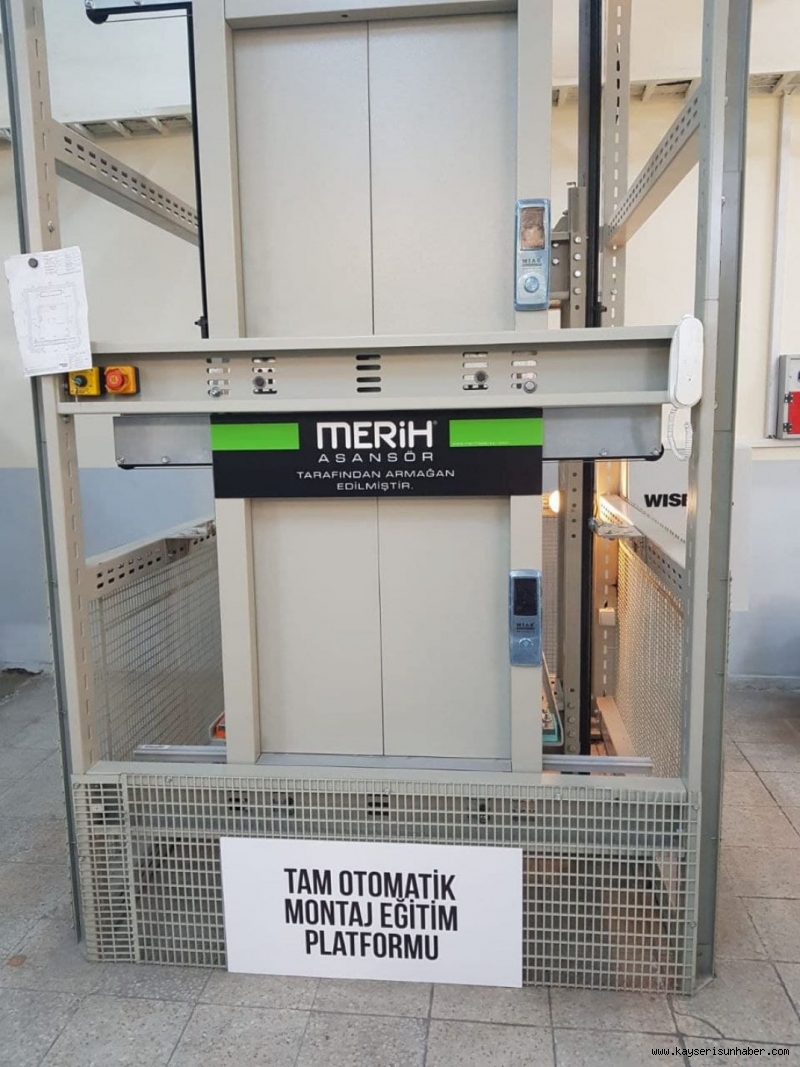 MERiH
ASANSÖR
TARAFINDAN ARMAĞAN
EDİLMİŞTİR.
WISE
TAM OTOMATİK
MONTAJ EĞİTİM
PLATFORMU
www.kayserisunhaber.com